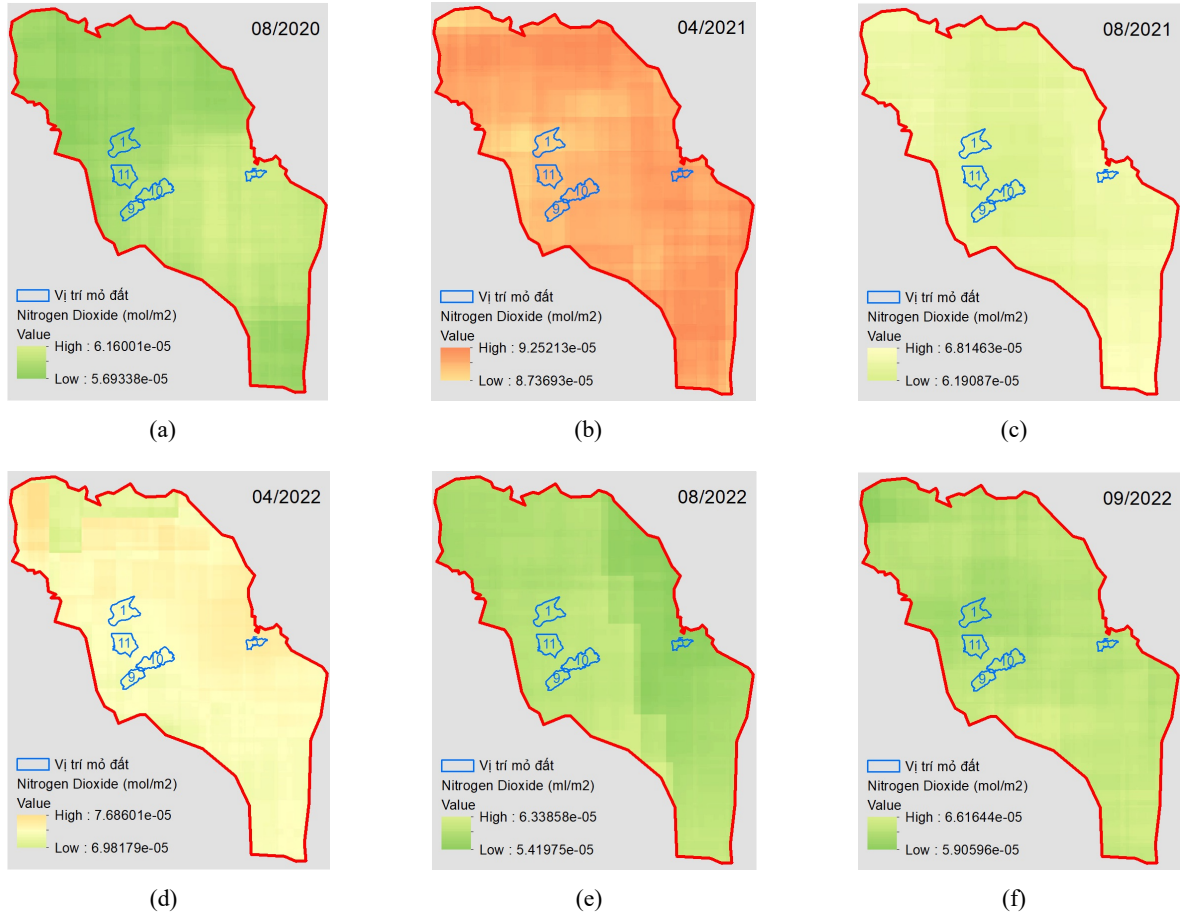 08/2020
1
11
10
9
Vị trí mỏ đất
Nitrogen Dioxide (mol/m2)
Value
High : 6.16001e-05
Low : 5.69338e-05
(a)
04/2021
1
11
10
9
Vị trí mỏ đất
Nitrogen Dioxide (mol/m2)
Value
High : 9.25213e-05
Low : 8.73693e-05
(b)
08/2021
1
11
10
9
Vị trí mỏ đất
Nitrogen Dioxide (mol/m2)
Value
High : 6.81463e-05
Low : 6.19087e-05
(c)
04/2022
1
11
10
9
Vị trí mỏ đất
Nitrogen Dioxide (mol/m2)
Value
High : 7.68601e-05
Low : 6.98179e-05
(d)
08/2022
1
11
10
9
Vị trí mỏ đất
Nitrogen Dioxide (ml/m2)
Value
High : 6.33858e-05
Low : 5.41975e-05
(e)
09/2022
1
11
10
9
Vị trí mỏ đất
Nitrogen Dioxide (mol/m2)
Value
High : 6.61644e-05
Low : 5.90596e-05
(f)